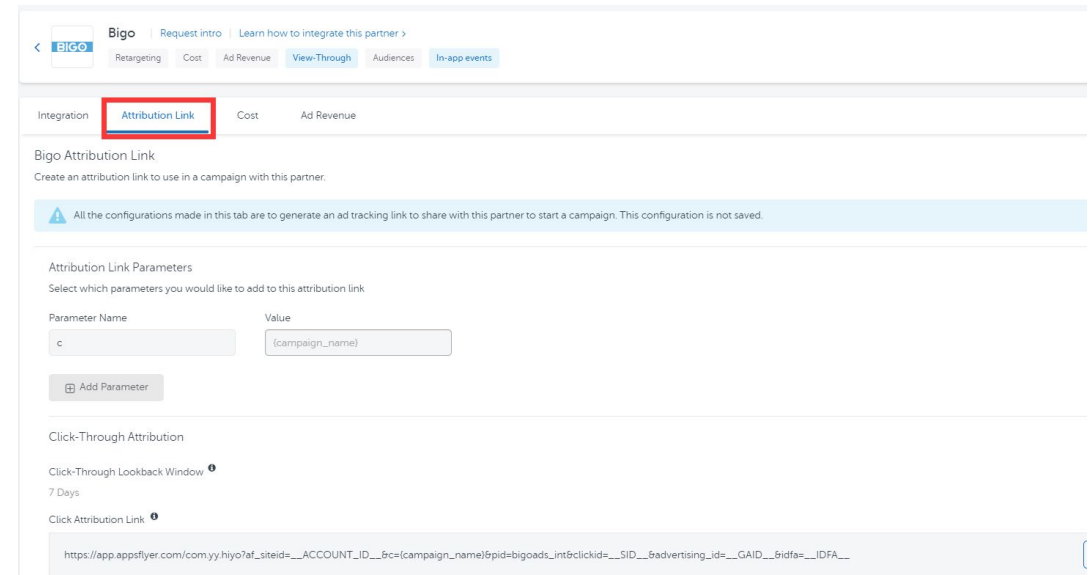 Bigo Request intro Learn how to integrate this partner >
BIGO
Retargeting Cost Ad Revenue View-Through Audiences In-app events
Integration Attribution Link Cost Ad Revenue
Bigo Attribution Link
Create an attribution link to use in a campaign with this partner.
All the configurations made in this tab are to generate an ad tracking link to share with this partner to start a campaign. This configuration is not saved.
Attribution Link Parameters
Select which parameters you would like to add to this attribution link
Parameter Name Value
c {campaign_name}
Add Parameter
Click-Through Attribution
Click-Through Lookback Window
7 Days
Click Attribution Link
https://app.appsflyer.com/com.yy.hiyo?af_siteid=__ACCOUNT_ID__&c={campaign_name}&pid=bigoads_int&clickid=__SID__&advertising_id=__GAID__&idfa=__IDFA__